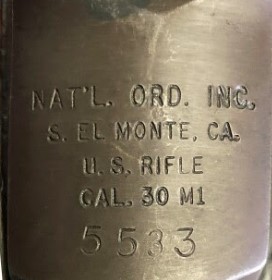 NAT'L. ORD. INC.
S. EL MONTE, CA.
U.S. RIFLE
CAL. 30 M1
5533